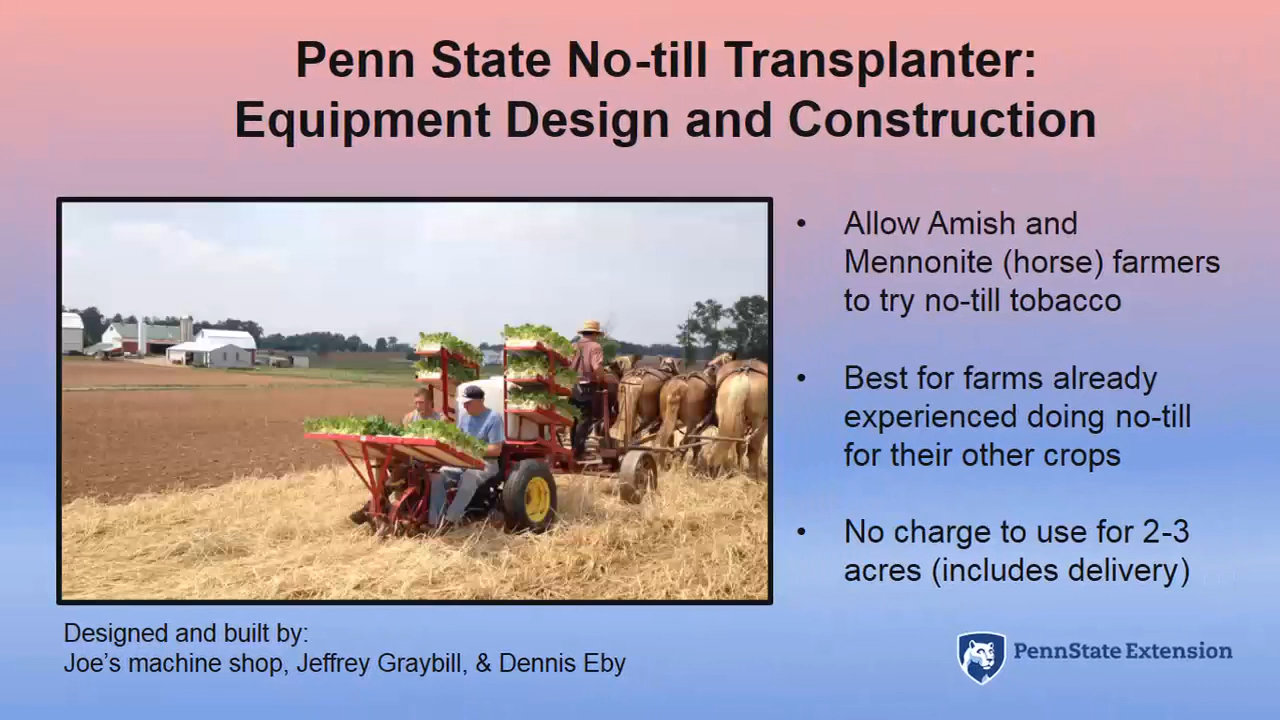 Penn State No-till Transplanter:
Equipment Design and Construction
• Allow Amish and
Mennonite (horse) farmers
to try no-till tobacco
• Best for farms already
experienced doing no-till
for their other crops
• No charge to use for 2-3
acres (includes delivery)
Designed and built by:
Joe's machine shop, Jeffrey Graybill, & Dennis Eby
PennState Extension